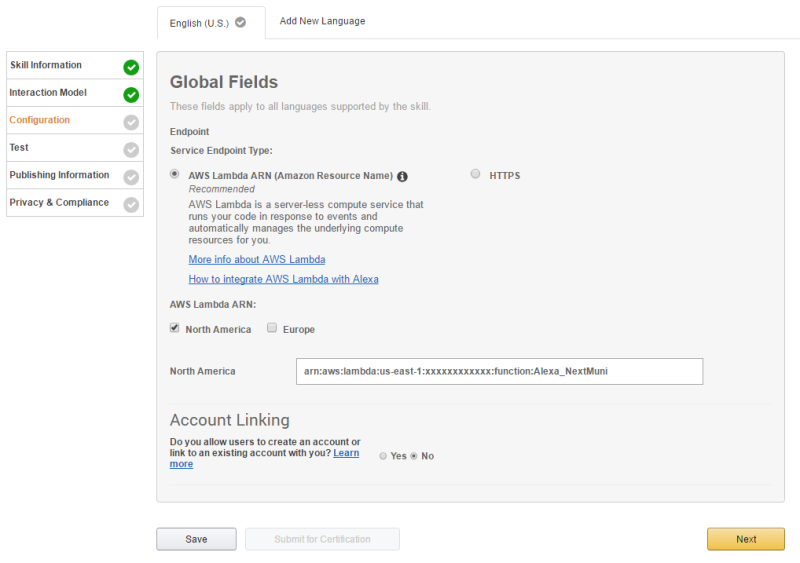 English (U.S.)
Add New Language
Skill Information
Interaction Model
Configuration
Test
Publishing Information
Privacy & Compliance
Global Fields
These fields apply to all languages supported by the skill.
Endpoint
Service Endpoint Type:
AWS Lambda ARN (Amazon Resource Name)
HTTPS
Recommended
AWS Lambda is a server-less compute service that
runs your code in response to events and
automatically manages the underlying compute
resources for you.
More info about AWS Lambda
How to integrate AWS Lambda with Alexa
AWS Lambda ARN:
North America
Europe
North America
arn:aws:lambda:us-east-1:xxxxxxxxxxxx:function:Alexa_NextMuni
Account Linking
Do you allow users to create an account or
link to an existing account with you? Learn
more
Yes
No
Save
Submit for Certification
Next